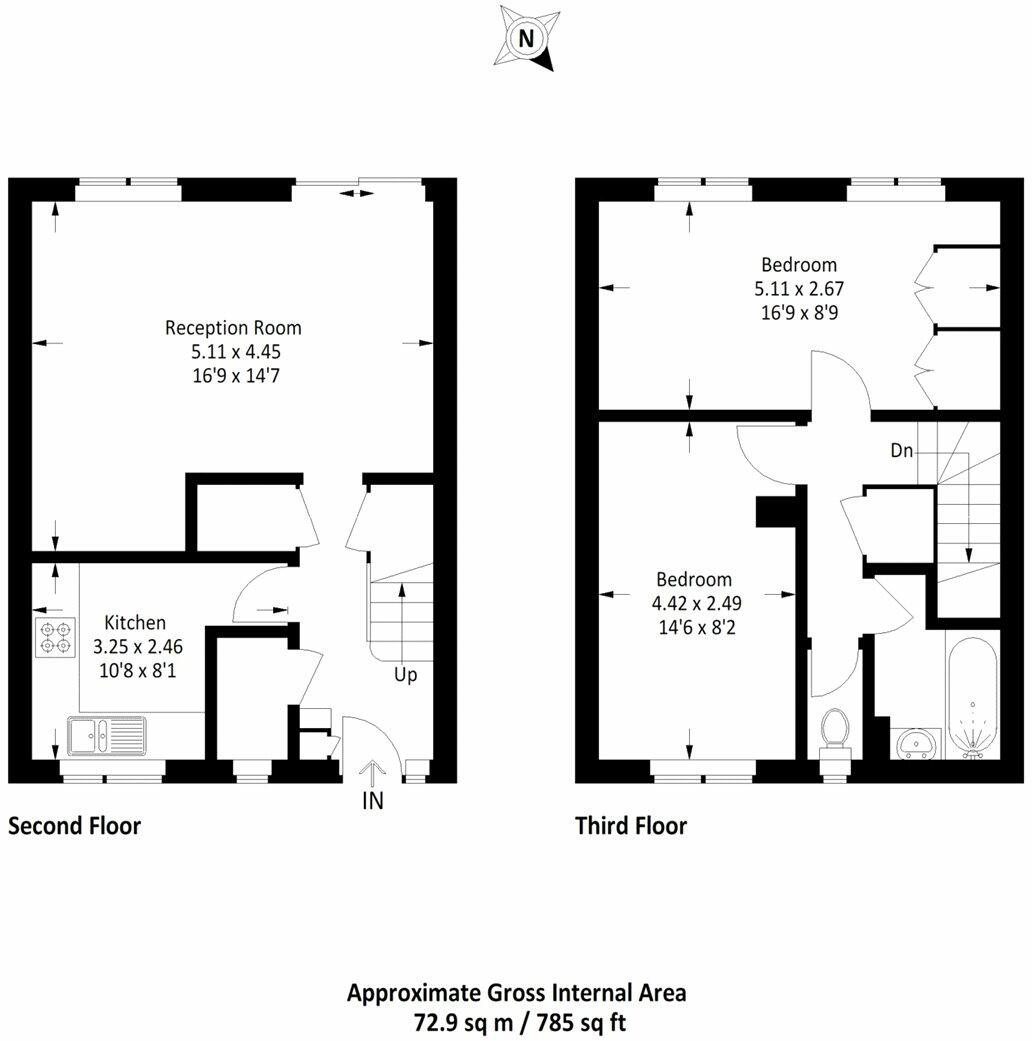 N
Reception Room
5.11 x 4.45
16'9 x 14'7
Kitchen
3.25 x 2.46
10'8 x 8'1
Up
IN
Second Floor
Bedroom
5.11 x 2.67
16'9 x 8'9
Dn
Bedroom
4.42 x 2.49
14'6 x 8'2
Third Floor
Approximate Gross Internal Area
72.9 sq m / 785 sq ft